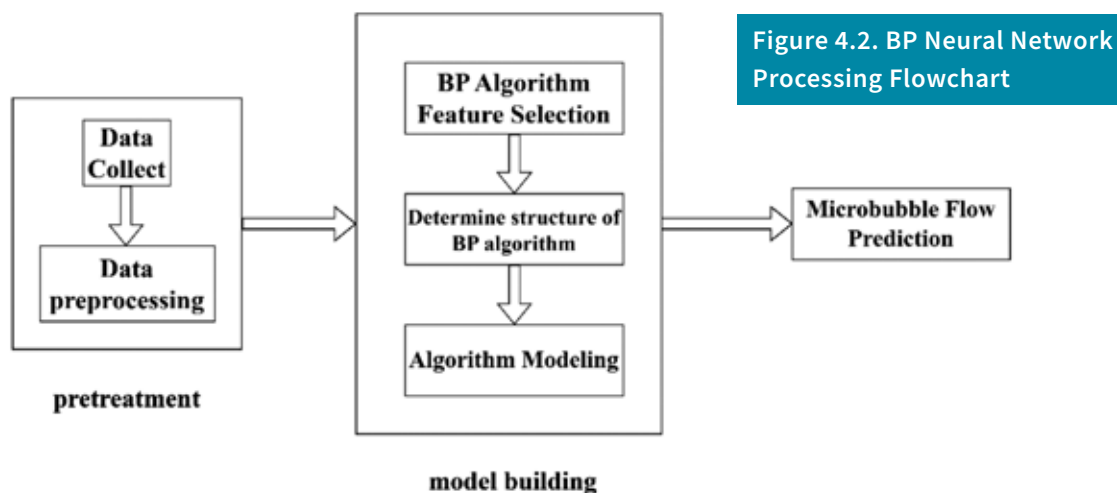 Figure 4.2. BP Neural Network
Processing Flowchart
Data
Collect
Data
preprocessing
pretreatment
BP Algorithm
Feature Selection
Determine structure of
BP algorithm
Algorithm Modeling
model building
Microbubble Flow
Prediction